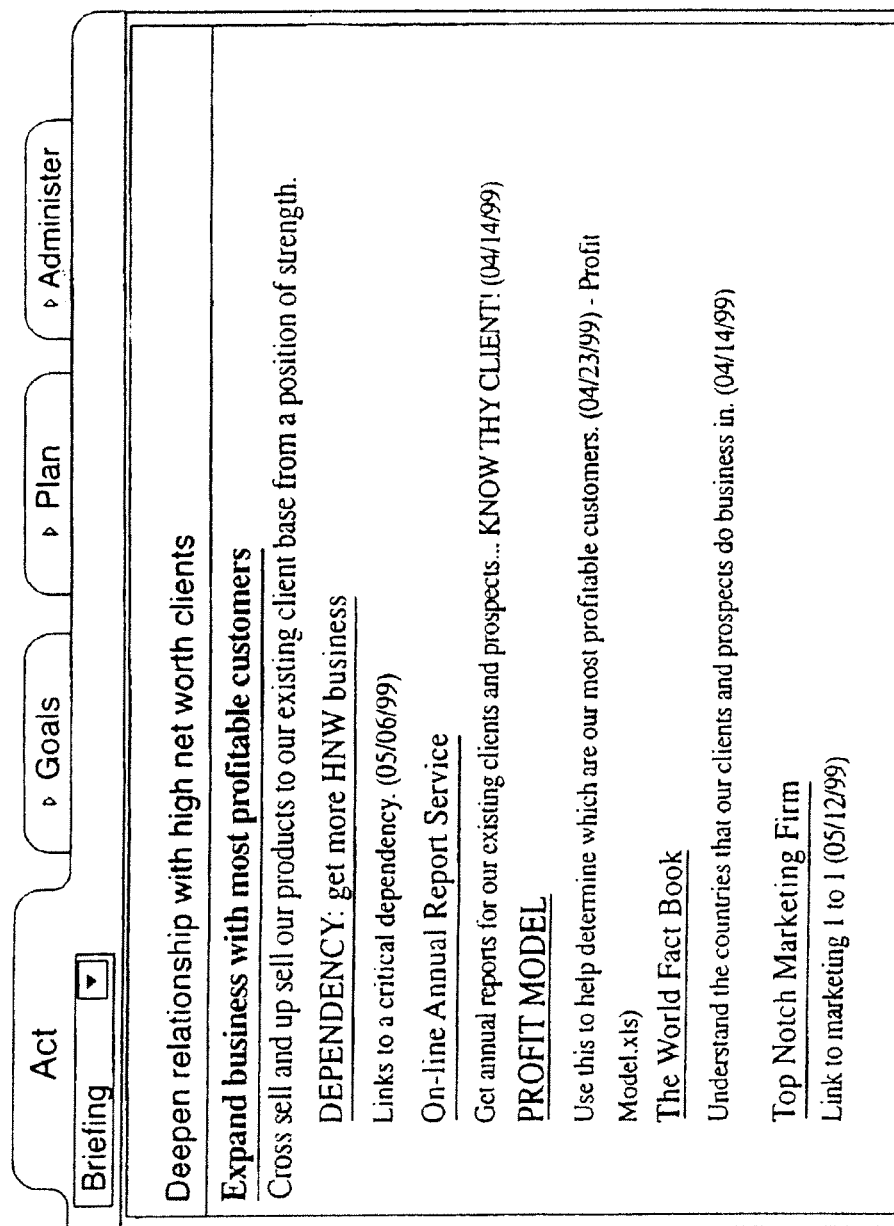 Act
▹ Goals
▹ Plan
▹ Administer
Briefing
Deepen relationship with high net worth clients
Expand business with most profitable customers
Cross sell and up sell our products to our existing client base from a position of strength.
DEPENDENCY: get more HNW business
Links to a critical dependency. (05/06/99)
On-line Annual Report Service
Get annual reports for our existing clients and prospects... KNOW THY CLIENT! (04/14/99)
PROFIT MODEL
Use this to help determine which are our most profitable customers. (04/23/99) - Profit
Model.xls)
The World Fact Book
Understand the countries that our clients and prospects do business in. (04/14/99)
Top Notch Marketing Firm
Link to marketing 1 to 1 (05/12/99)